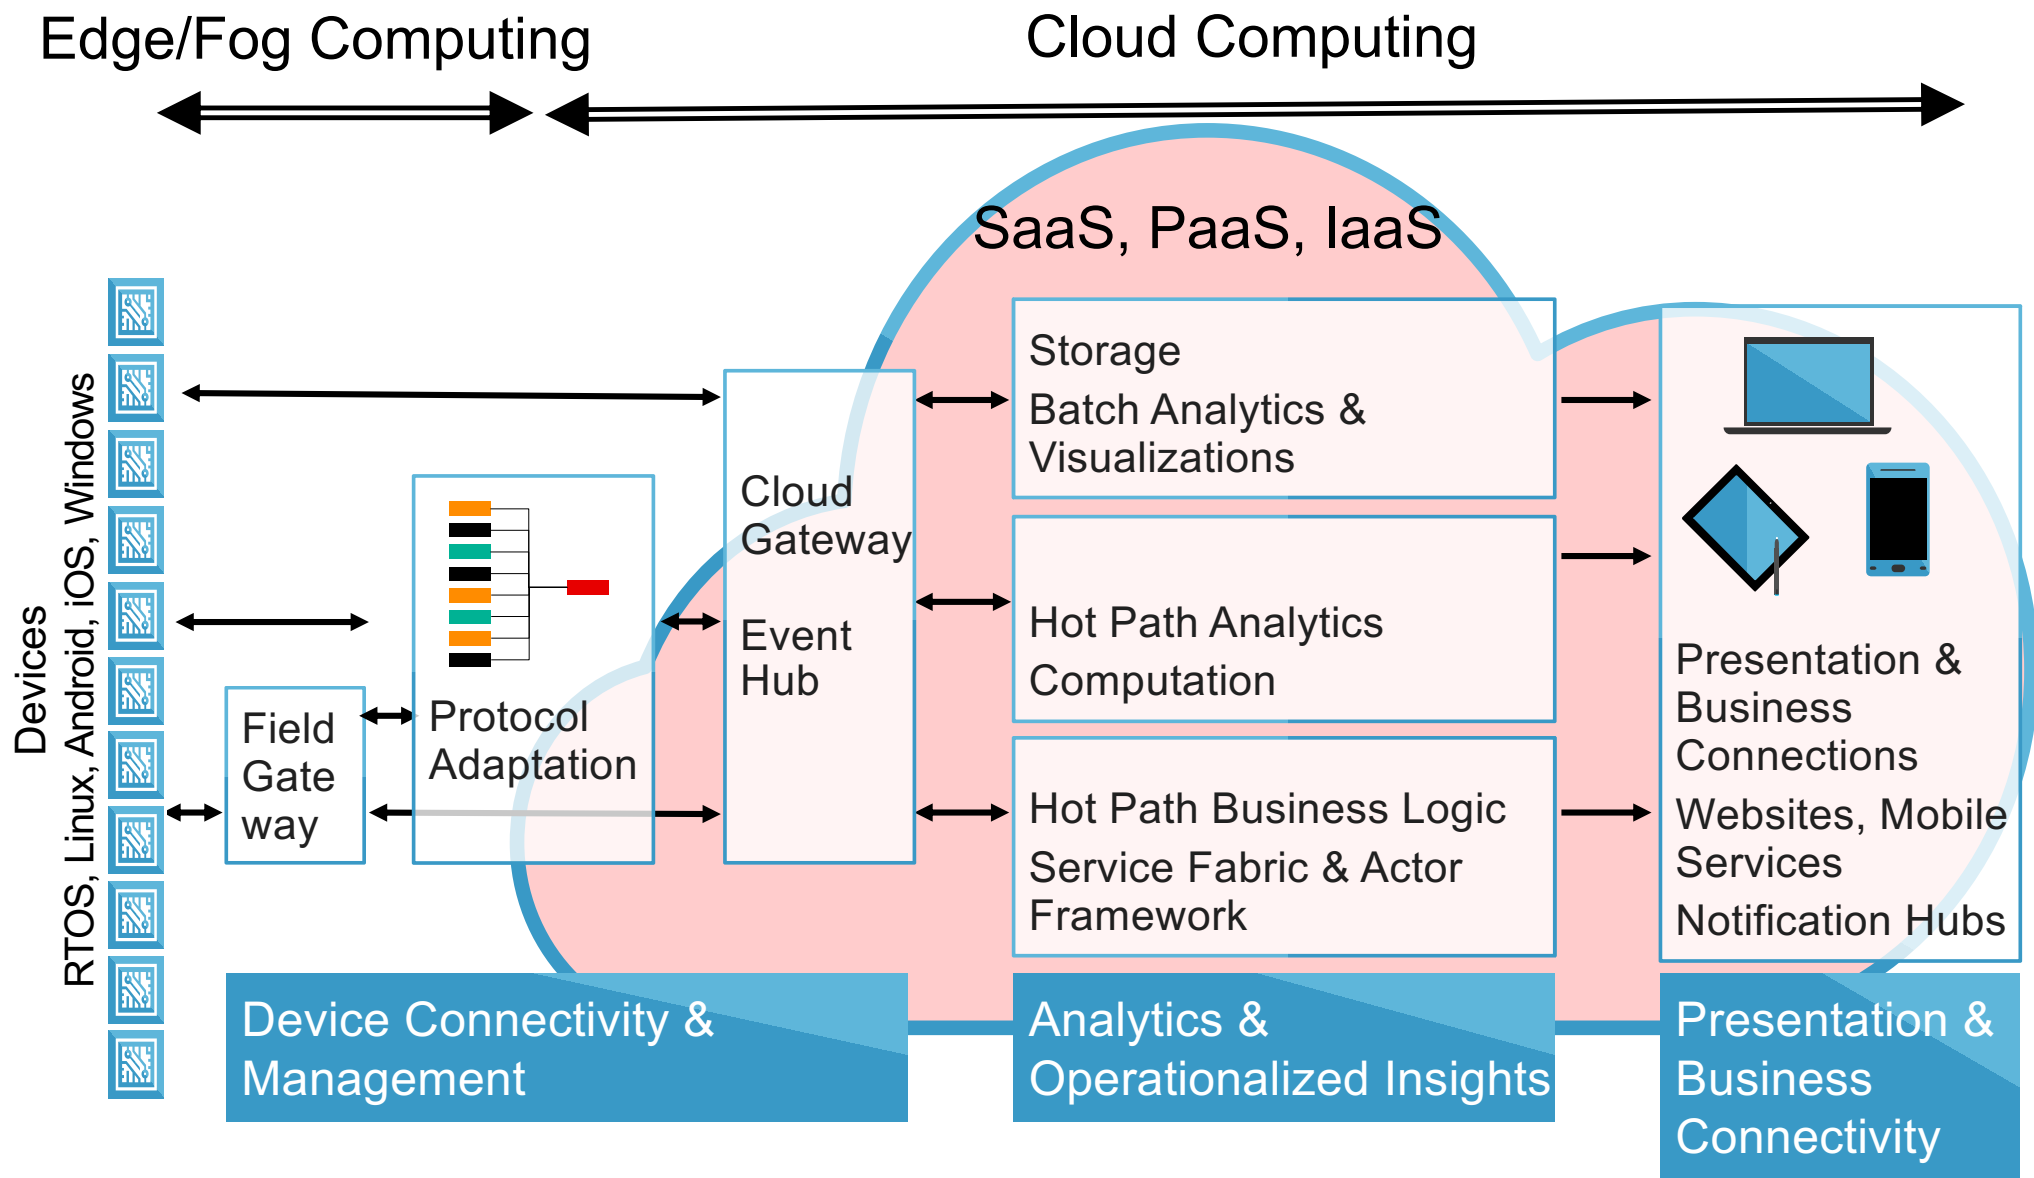 Edge/Fog Computing
Cloud Computing
SaaS, PaaS, IaaS
Devices
RTOS, Linux, Android, iOS, Windows
Field
Gate
way
Protocol
Adaptation
Cloud
Gateway
Event
Hub
Storage
Batch Analytics &
Visualizations
Hot Path Analytics
Computation
Hot Path Business Logic
Service Fabric & Actor
Framework
Presentation &
Business
Connections
Websites, Mobile
Services
Notification Hubs
Device Connectivity &
Management
Analytics &
Operationalized Insights
Presentation &
Business
Connectivity